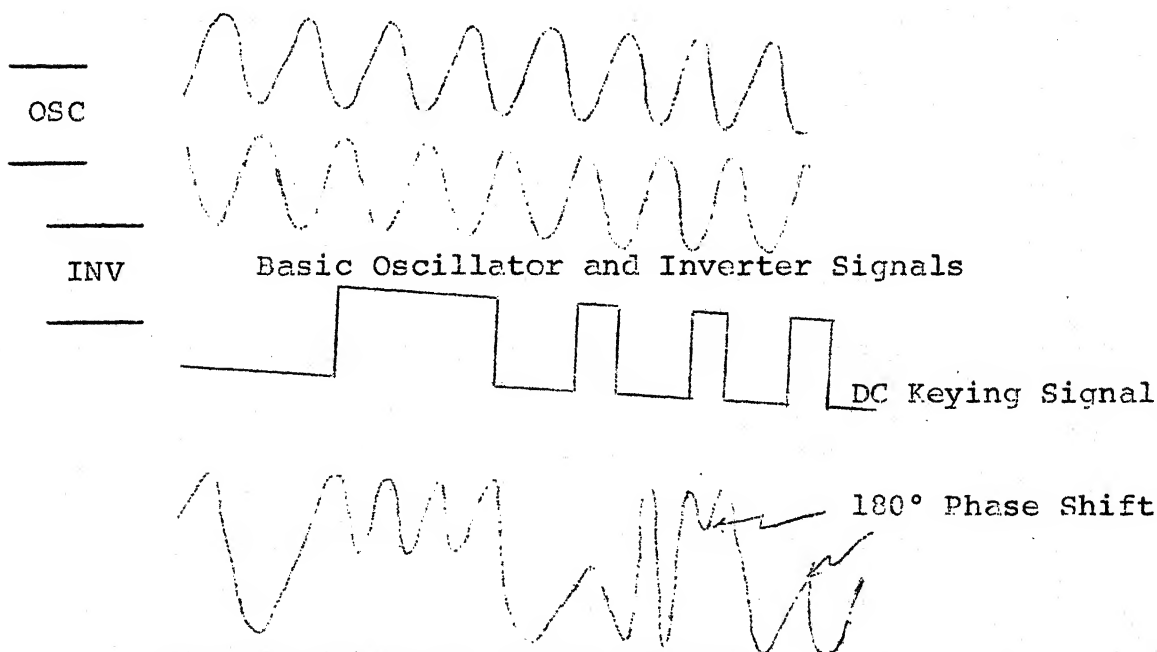 OSC
INV
Basic Oscillator and Inverter Signals
DC Keying Signal
180° Phase Shift